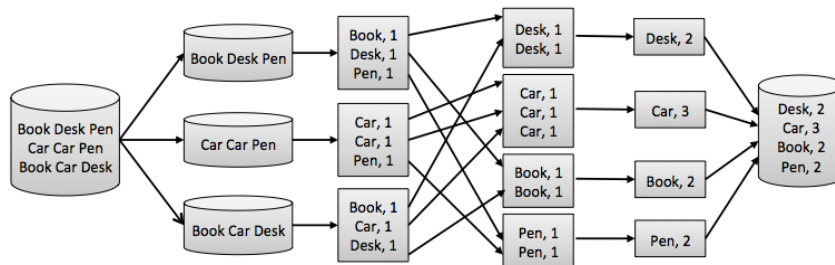 Book Desk Pen
Car Car Pen
Book Car Desk
Book Desk Pen
Car Car Pen
Book Car Desk
Book, 1
Desk, 1
Pen, 1
Car, 1
Car, 1
Pen, 1
Book, 1
Car, 1
Desk, 1
Desk, 1
Desk, 1
Car, 1
Car, 1
Car, 1
Book, 1
Book, 1
Pen, 1
Pen, 1
Desk, 2
Car, 3
Book, 2
Pen, 2
Desk, 2
Car, 3
Book, 2
Pen, 2